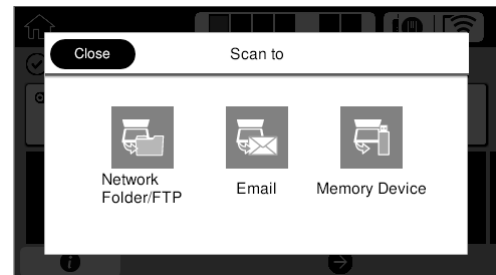 Close
Scan to
Network
Folder/FTP
Email
Memory Device